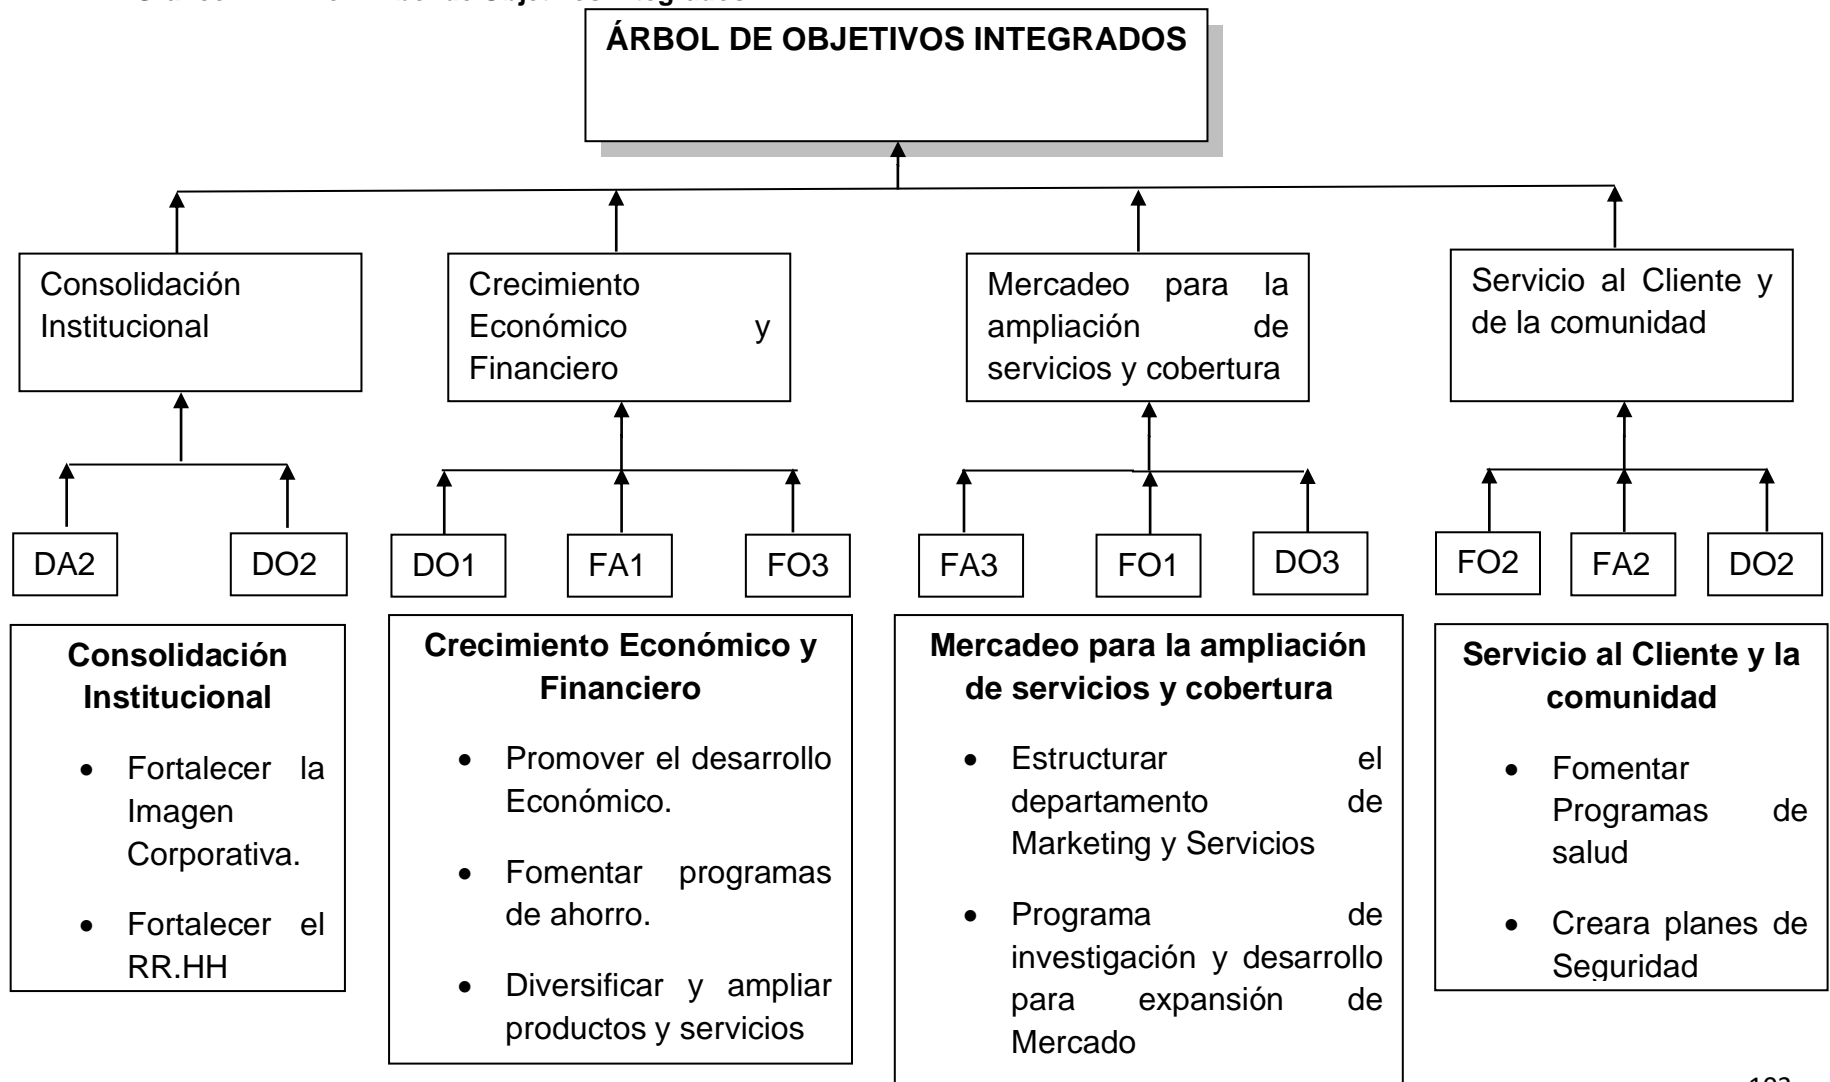 ÁRBOL DE OBJETIVOS INTEGRADOS
Consolidación
Institucional
Crecimiento
Económico y
Financiero
Mercadeo para la
ampliación de
servicios y cobertura
Servicio al Cliente y
de la comunidad
DA2
DO2
DO1
FA1
FO3
FA3
FO1
DO3
FO2
FA2
DO2
Consolidación
Institucional
• Fortalecer la
Imagen
Corporativa.
• Fortalecer el
RR.HH
Crecimiento Económico y
Financiero
• Promover el desarrollo
Económico.
• Fomentar programas
de ahorro.
• Diversificar y ampliar
productos y servicios
Mercadeo para la ampliación
de servicios y cobertura
• Estructurar el
departamento de
Marketing y Servicios
• Programa de
investigación y desarrollo
para expansión de
Mercado
Servicio al Cliente y la
comunidad
• Fomentar
Programas de
salud
• Creara planes de
Seguridad